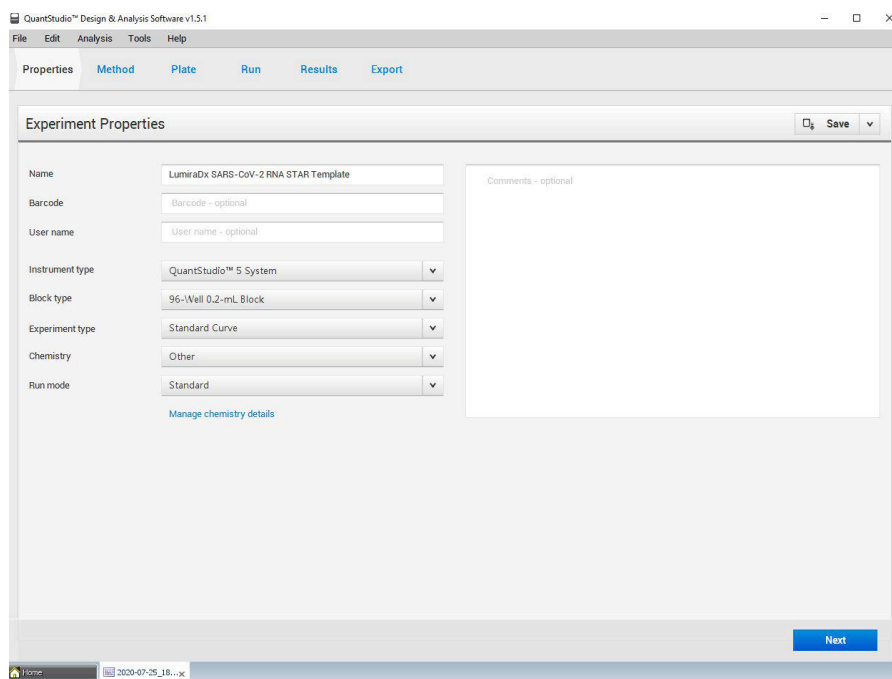 QuantStudio™ Design & Analysis Software v1.5.1
File Edit Analysis Tools Help
Properties Method Plate Run Results Export
Experiment Properties
Save
Name LumiraDx SARS-CoV-2 RNA STAR Template
Comments - optional
Barcode Barcode - optional
User name User name - optional
Instrument type QuantStudio™ 5 System
Block type 96-Well 0.2-mL Block
Experiment type Standard Curve
Chemistry Other
Run mode Standard
Manage chemistry details
Next
Home 2020-07-25_18...